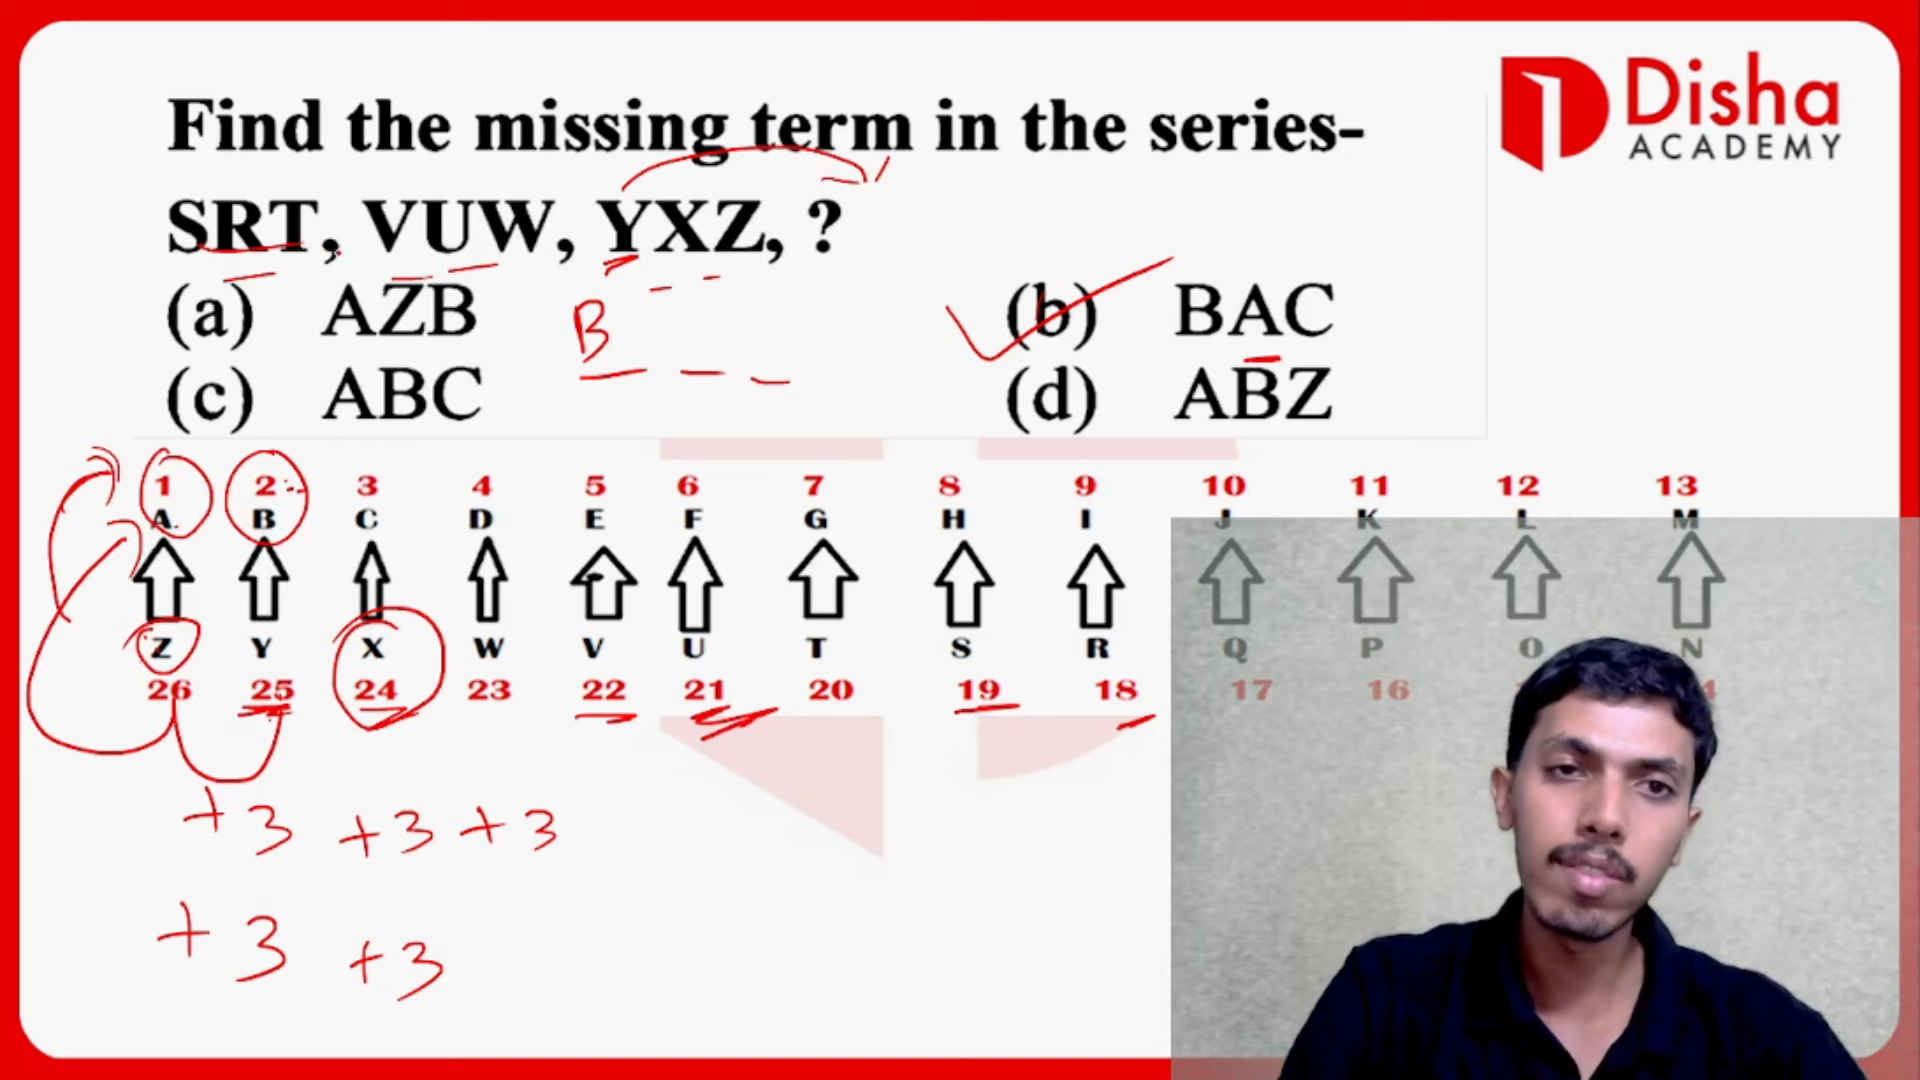 Disha
ACADEMY
Find the missing term in the series-
SRT, VUW, YXZ, ?
(a) AZB (b) BAC
(c) ABC (d) ABZ
B
1 2 3 4 5 6 7 8 9 10 11 12 13
A B C D E F G H I J K L M
Z Y X W V U T S R Q P O N
26 25 24 23 22 21 20 19 18 17 16
+3 +3 +3
+3 +3